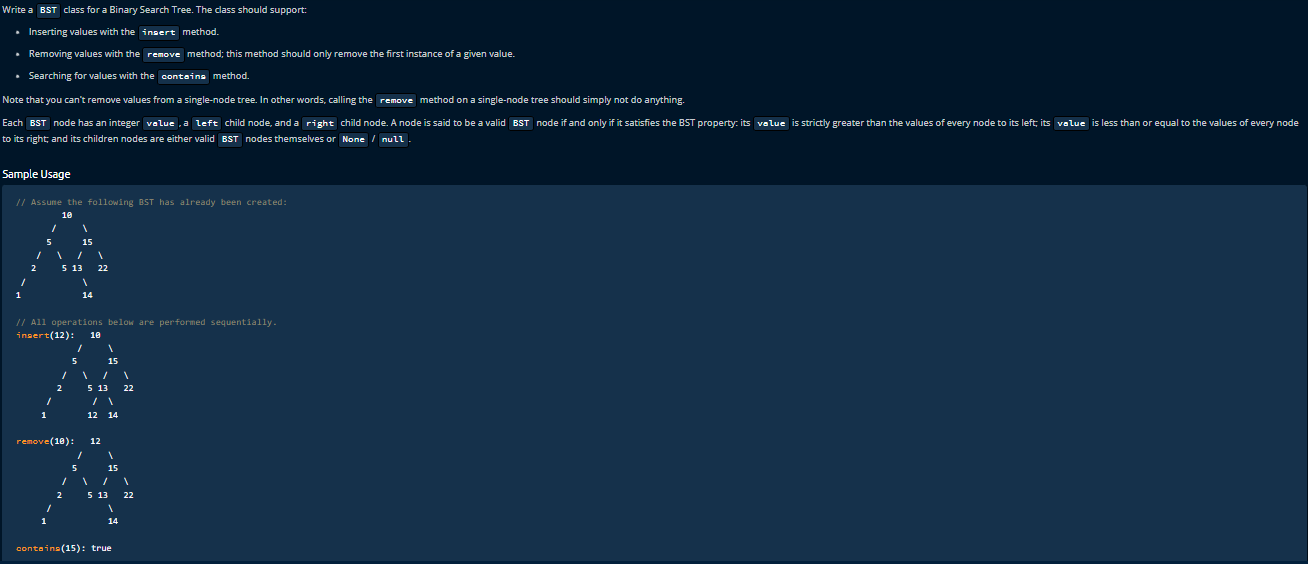 Write a BST class for a Binary Search Tree. The class should support:
• Inserting values with the insert method.
• Removing values with the remove method; this method should only remove the first instance of a given value.
• Searching for values with the contains method.
Note that you can't remove values from a single-node tree. In other words, calling the remove method on a single-node tree should simply not do anything.
Each BST node has an integer value, a left child node, and a right child node. A node is said to be a valid BST node if and only if it satisfies the BST property: its value is strictly greater than the values of every node to its left; its value is less than or equal to the values of every node
to its right; and its children nodes are either valid BST nodes themselves or None / null.
Sample Usage
// Assume the following BST has already been created:
         10
       /    \
      5      15
    /   \   /  \
   2     5 13   22
 /           \
1            14
// All operations below are performed sequentially.
insert(12):   10
            /    \
           5      15
         /   \   /  \
        2     5 13   22
      /        /  \
     1        12  14
remove(10):   12
            /    \
           5      15
         /   \   /  \
        2     5 13   22
      /           \
     1            14
contains(15): true